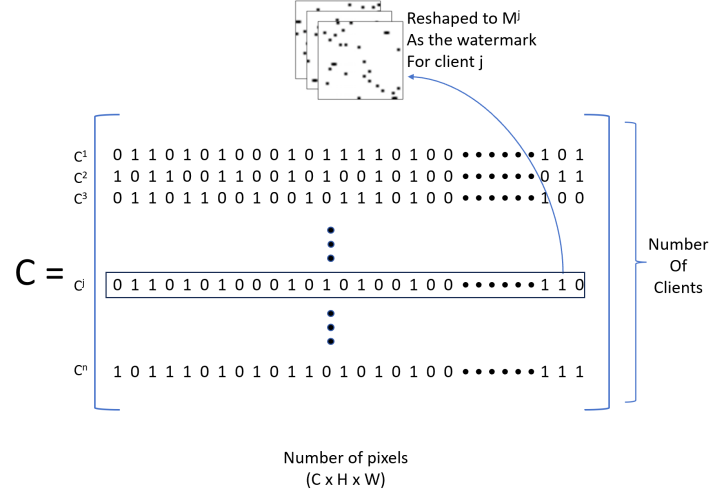 Reshaped to Mʲ
As the watermark
For client j
C¹ 0 1 1 0 1 0 1 0 0 0 1 0 1 1 1 1 0 1 0 0 •••••• 1 0 1
C² 1 0 1 1 0 0 1 1 0 0 1 0 1 0 0 1 0 1 0 0 •••••• 0 1 1
C³ 0 1 1 0 1 1 0 0 1 0 0 1 0 1 1 1 0 1 0 0 •••••• 1 0 0
Number
Of
Clients
C =
Cʲ 0 1 1 0 1 0 1 0 0 0 1 0 1 0 1 0 0 1 0 0 •••••• 1 1 0
Cⁿ 1 0 1 1 1 0 1 0 1 0 1 1 0 1 0 1 0 1 0 0 •••••• 1 1 1
Number of pixels
(C x H x W)